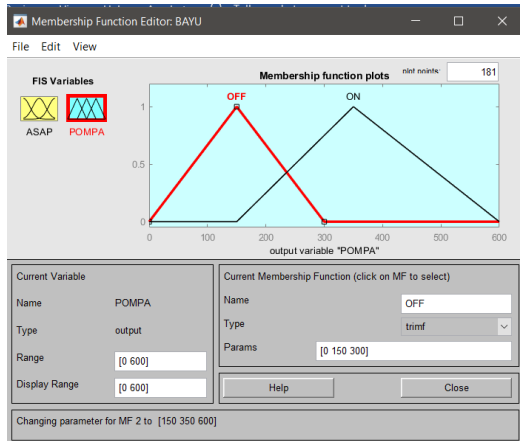 Membership Function Editor: BAYU
File Edit View
FIS Variables
ASAP
POMPA
Membership function plots
plot points:
181
OFF
ON
1
0.5
0
0 100 200 300 400 500 600
output variable "POMPA"
Current Variable
Name POMPA
Type output
Range [0 600]
Display Range [0 600]
Current Membership Function (click on MF to select)
Name OFF
Type trimf
Params [0 150 300]
Help Close
Changing parameter for MF 2 to [150 350 600]